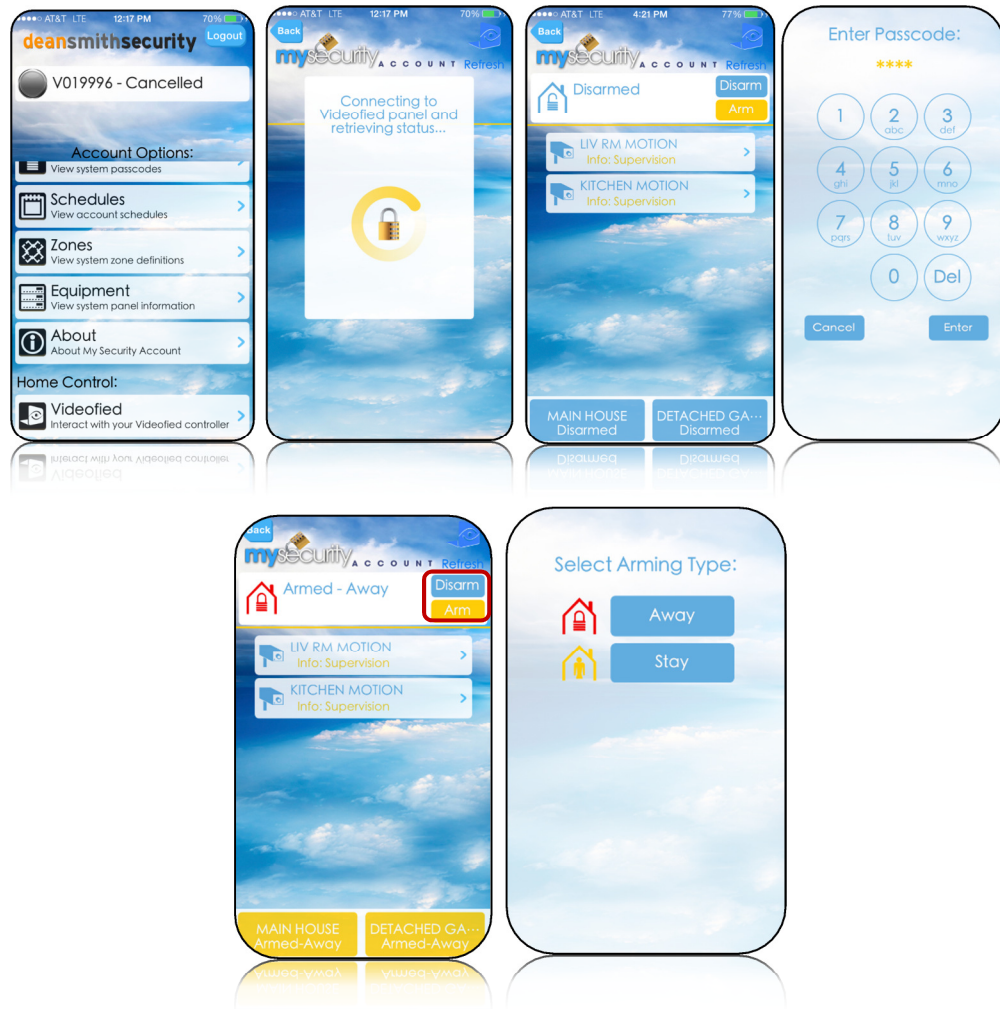 AT&T LTE 12:17 PM 70%
deansmithsecurity Logout
V019996 - Cancelled
Account Options:
View system passcodes
Schedules
View account schedules
Zones
View system zone definitions
Equipment
View system panel information
About
About My Security Account
Home Control:
Videofied
Interact with your Videofied controller
AT&T LTE 12:17 PM 70%
Back
mysecurity
ACCOUNT Refresh
Connecting to
Videofied panel and
retrieving status...
AT&T LTE 4:21 PM 77%
Back
mysecurity
ACCOUNT Refresh
Disarmed Disarm
Arm
LIV RM MOTION
Info: Supervision
KITCHEN MOTION
Info: Supervision
MAIN HOUSE
Disarmed
DETACHED GA...
Disarmed
Enter Passcode:
****
1 2 3
abc def
4 5 6
ghi jkl mno
7 8 9
pqrs tuv wxyz
0 Del
Cancel Enter
Back
mysecurity
ACCOUNT Refresh
Armed - Away Disarm
Arm
LIV RM MOTION
Info: Supervision
KITCHEN MOTION
Info: Supervision
MAIN HOUSE
Armed-Away
DETACHED GA...
Armed-Away
Select Arming Type:
Away
Stay